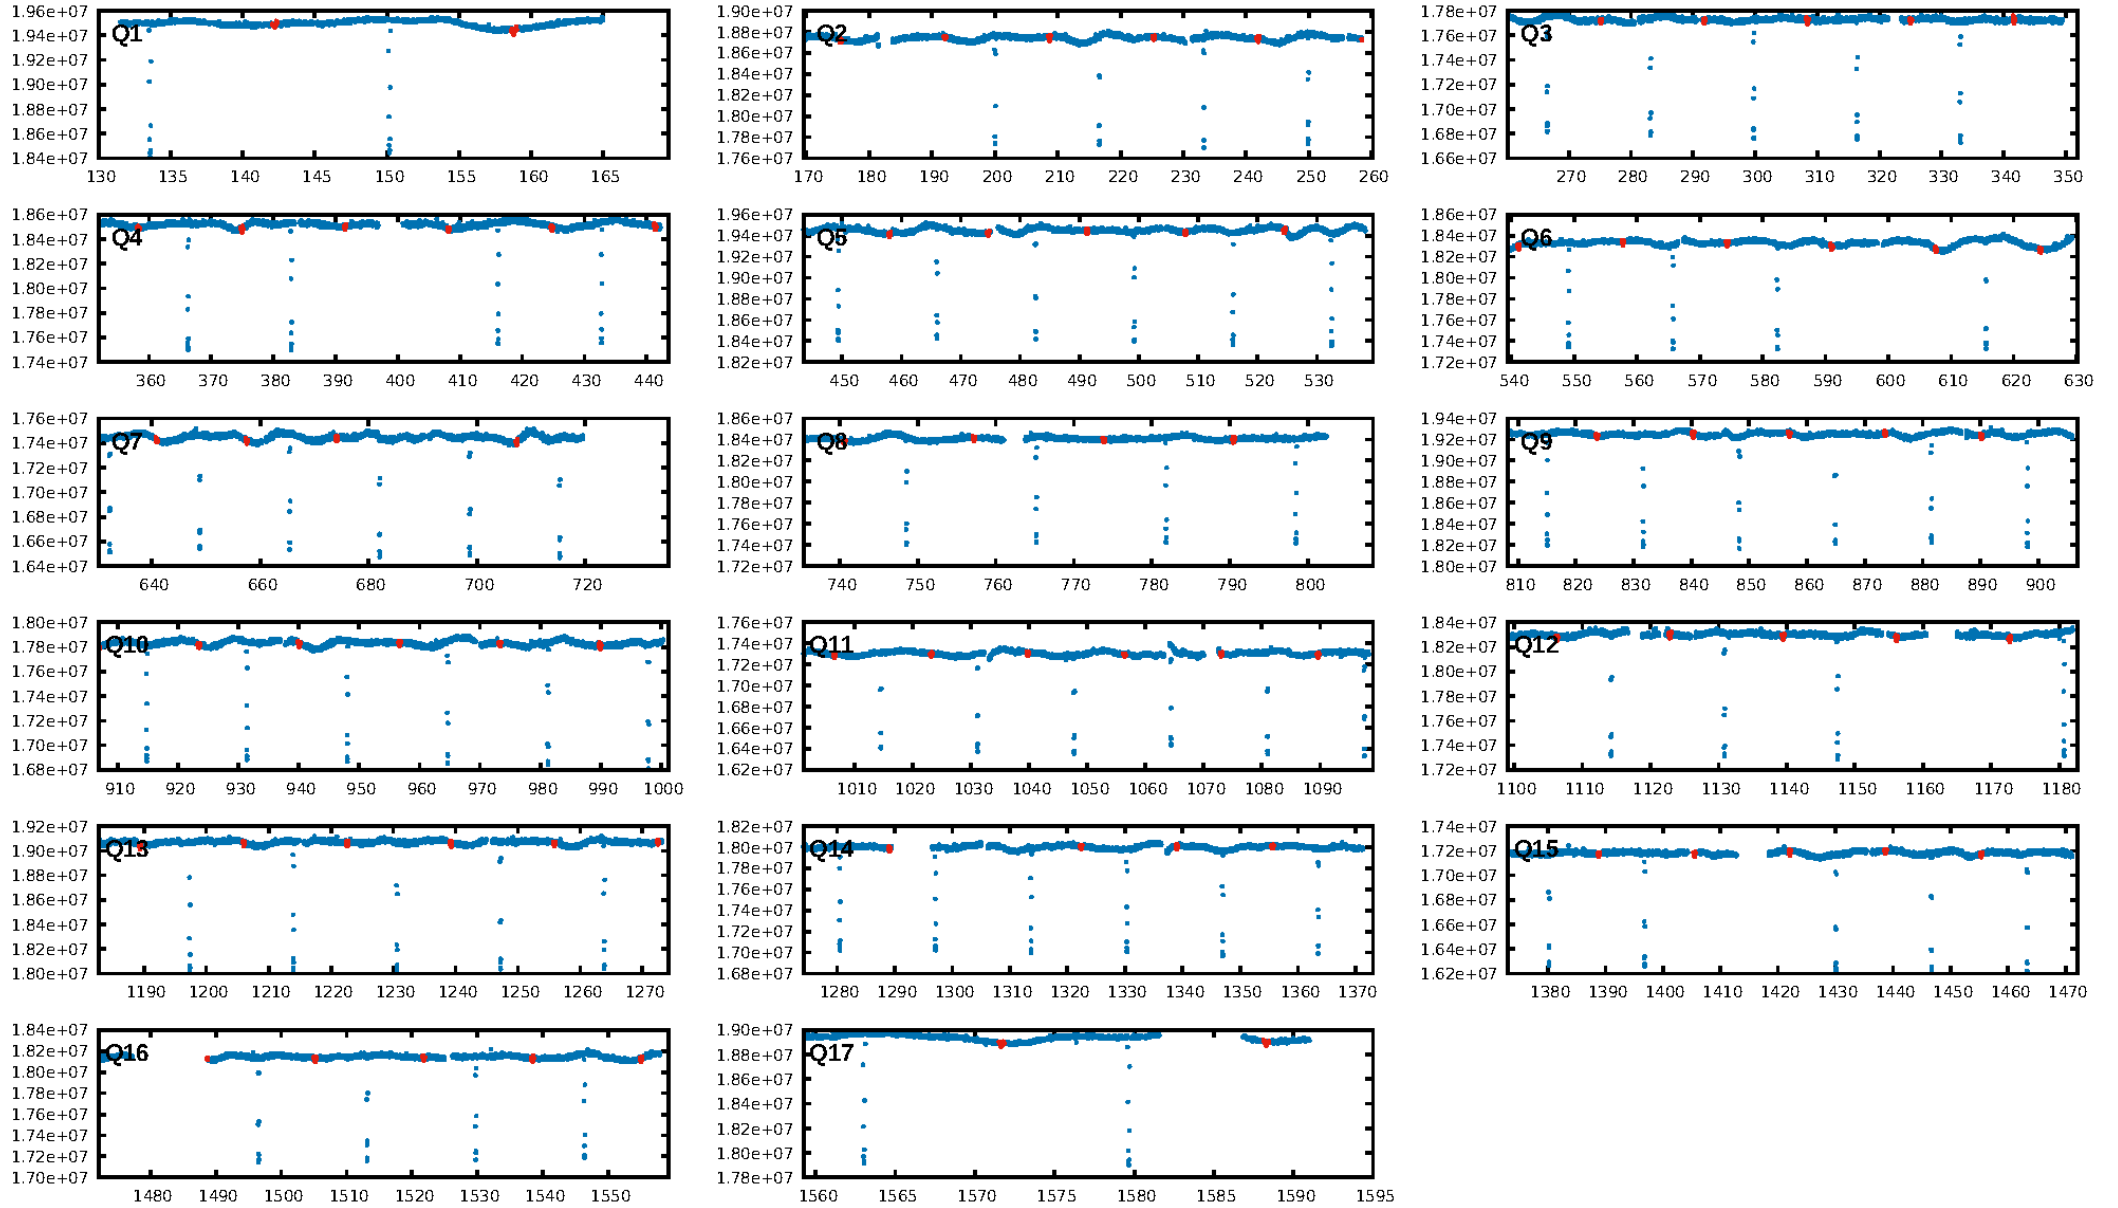 1.96e+07 1.94e+07 1.92e+07 1.90e+07 1.88e+07 1.86e+07 1.84e+07
Q1
130 135 140 145 150 155 160 165
1.90e+07 1.88e+07 1.86e+07 1.84e+07 1.82e+07 1.80e+07 1.78e+07 1.76e+07
Q2
170 180 190 200 210 220 230 240 250 260
1.78e+07 1.76e+07 1.74e+07 1.72e+07 1.70e+07 1.68e+07 1.66e+07
Q3
270 280 290 300 310 320 330 340 350
1.86e+07 1.84e+07 1.82e+07 1.80e+07 1.78e+07 1.76e+07 1.74e+07
Q4
360 370 380 390 400 410 420 430 440
1.96e+07 1.94e+07 1.92e+07 1.90e+07 1.88e+07 1.86e+07 1.84e+07 1.82e+07
Q5
450 460 470 480 490 500 510 520 530
1.86e+07 1.84e+07 1.82e+07 1.80e+07 1.78e+07 1.76e+07 1.74e+07 1.72e+07
Q6
540 550 560 570 580 590 600 610 620 630
1.76e+07 1.74e+07 1.72e+07 1.70e+07 1.68e+07 1.66e+07 1.64e+07
Q7
640 660 680 700 720
1.86e+07 1.84e+07 1.82e+07 1.80e+07 1.78e+07 1.76e+07 1.74e+07 1.72e+07
Q8
740 750 760 770 780 790 800
1.94e+07 1.92e+07 1.90e+07 1.88e+07 1.86e+07 1.84e+07 1.82e+07 1.80e+07
Q9
810 820 830 840 850 860 870 880 890 900
1.80e+07 1.78e+07 1.76e+07 1.74e+07 1.72e+07 1.70e+07 1.68e+07
Q10
910 920 930 940 950 960 970 980 990 1000
1.76e+07 1.74e+07 1.72e+07 1.70e+07 1.68e+07 1.66e+07 1.64e+07 1.62e+07
Q11
1010 1020 1030 1040 1050 1060 1070 1080 1090
1.84e+07 1.82e+07 1.80e+07 1.78e+07 1.76e+07 1.74e+07 1.72e+07
Q12
1100 1110 1120 1130 1140 1150 1160 1170 1180
1.92e+07 1.90e+07 1.88e+07 1.86e+07 1.84e+07 1.82e+07 1.80e+07
Q13
1190 1200 1210 1220 1230 1240 1250 1260 1270
1.82e+07 1.80e+07 1.78e+07 1.76e+07 1.74e+07 1.72e+07 1.70e+07 1.68e+07
Q14
1280 1290 1300 1310 1320 1330 1340 1350 1360 1370
1.74e+07 1.72e+07 1.70e+07 1.68e+07 1.66e+07 1.64e+07 1.62e+07
Q15
1380 1390 1400 1410 1420 1430 1440 1450 1460 1470
1.84e+07 1.82e+07 1.80e+07 1.78e+07 1.76e+07 1.74e+07 1.72e+07 1.70e+07
Q16
1480 1490 1500 1510 1520 1530 1540 1550
1.90e+07 1.88e+07 1.86e+07 1.84e+07 1.82e+07 1.80e+07 1.78e+07
Q17
1560 1565 1570 1575 1580 1585 1590 1595